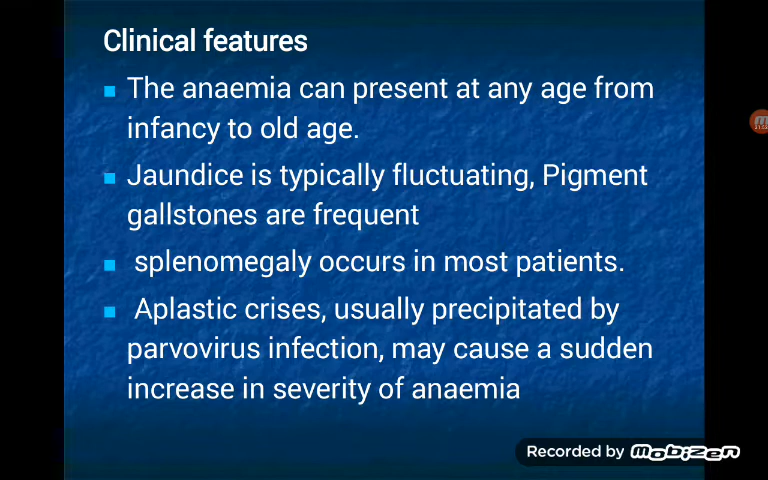 Clinical features
The anaemia can present at any age from
infancy to old age.
Jaundice is typically fluctuating, Pigment
gallstones are frequent
splenomegaly occurs in most patients.
Aplastic crises, usually precipitated by
parvovirus infection, may cause a sudden
increase in severity of anaemia
Recorded by mobizen